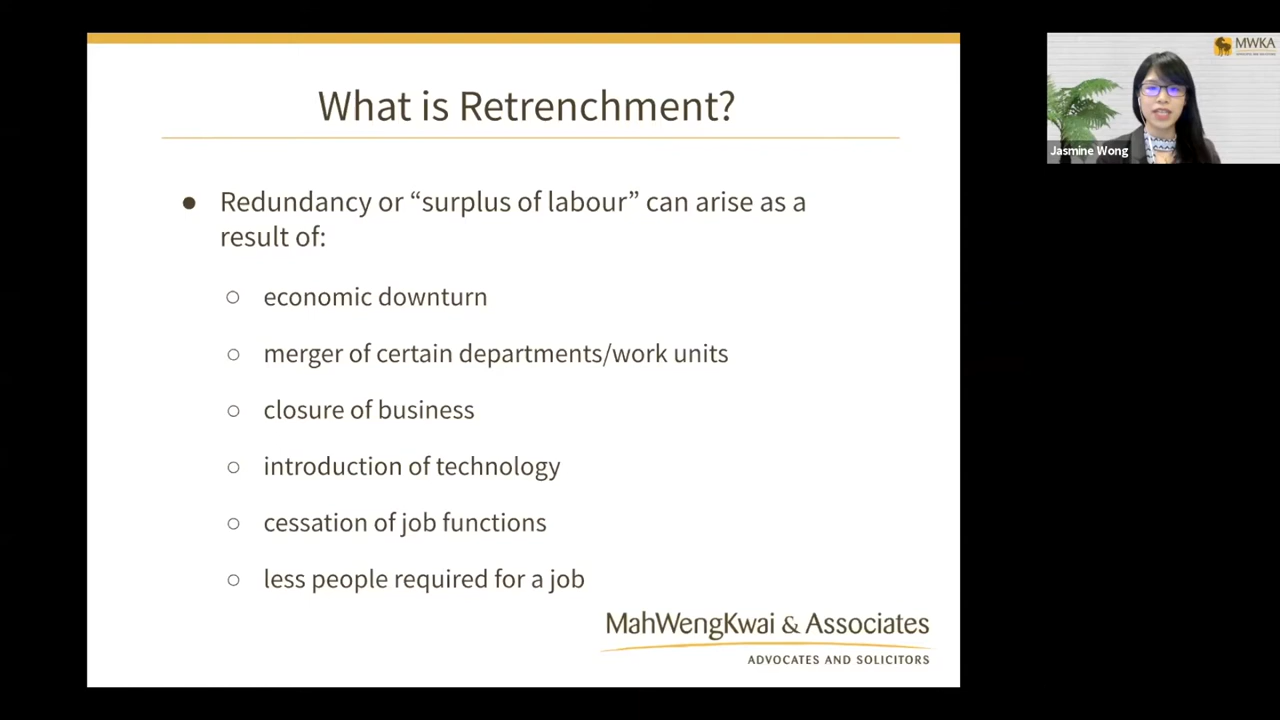 What is Retrenchment?
● Redundancy or “surplus of labour” can arise as a
result of:
○ economic downturn
○ merger of certain departments/work units
○ closure of business
○ introduction of technology
○ cessation of job functions
○ less people required for a job
MahWengKwai & Associates
ADVOCATES AND SOLICITORS
MWKA
Jasmine Wong